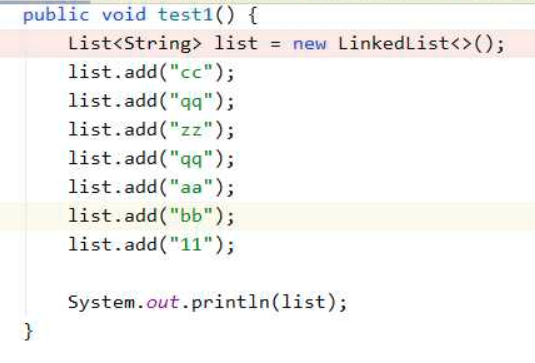 public void test1() {
    List<String> list = new LinkedList<>();
    list.add("cc");
    list.add("qq");
    list.add("zz");
    list.add("qq");
    list.add("aa");
    list.add("bb");
    list.add("11");
    System.out.println(list);
}